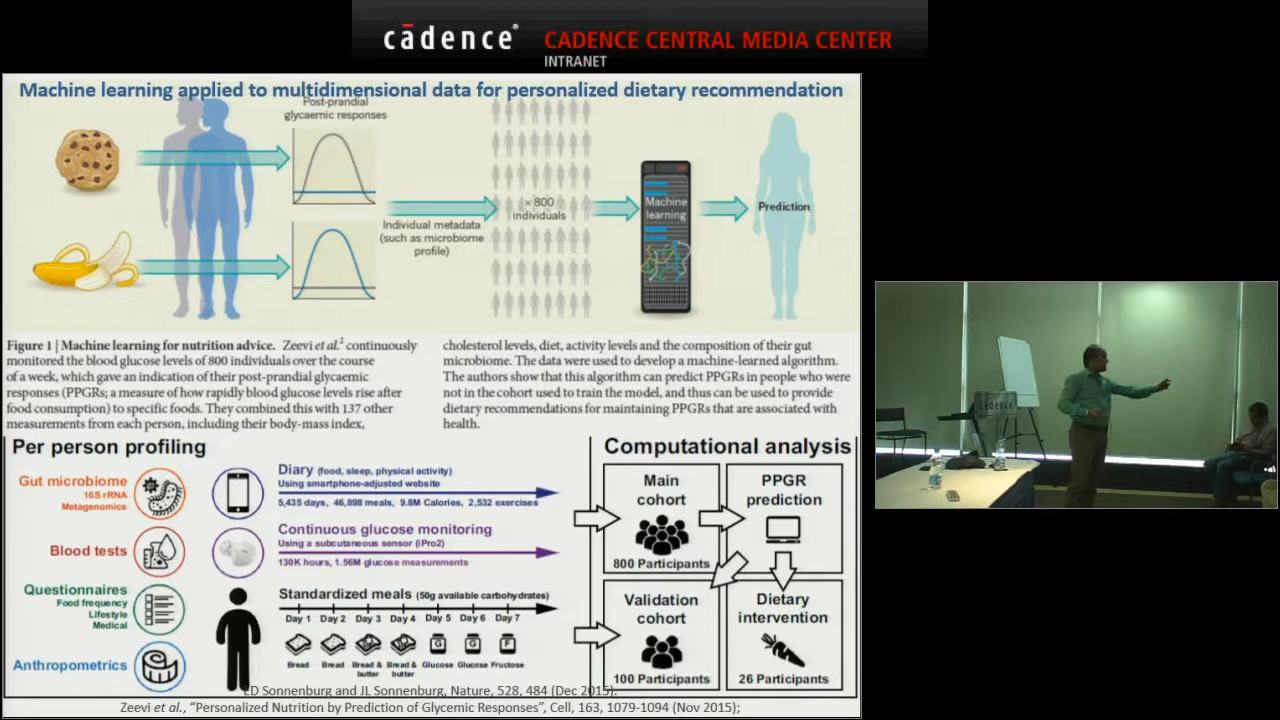 cādence®
CADENCE CENTRAL MEDIA CENTER
INTRANET
Machine learning applied to multidimensional data for personalized dietary recommendation
Post-prandial
glycaemic responses
Individual metadata
(such as microbiome
profile)
× 800
individuals
Machine
learning
Prediction
Figure 1 | Machine learning for nutrition advice. Zeevi et al.² continuously
monitored the blood glucose levels of 800 individuals over the course
of a week, which gave an indication of their post-prandial glycaemic
responses (PPGRs; a measure of how rapidly blood glucose levels rise after
food consumption) to specific foods. They combined this with 137 other
measurements from each person, including their body-mass index,
cholesterol levels, diet, activity levels and the composition of their gut
microbiome. The data were used to develop a machine-learned algorithm.
The authors show that this algorithm can predict PPGRs in people who were
not in the cohort used to train the model, and thus can be used to provide
dietary recommendations for maintaining PPGRs that are associated with
health.
Per person profiling
Gut microbiome
16S rRNA
Metagenomics
Blood tests
Questionnaires
Food frequency
Lifestyle
Medical
Anthropometrics
Diary (food, sleep, physical activity)
Using smartphone-adjusted website
5,435 days, 46,898 meals, 9.8M Calories, 2,532 exercises
Continuous glucose monitoring
Using a subcutaneous sensor (iPro2)
130K hours, 1.56M glucose measurements
Standardized meals (50g available carbohydrates)
Day 1 Day 2 Day 3 Day 4 Day 5 Day 6 Day 7
G G F
Bread Bread Bread & butter Bread & butter Glucose Glucose Fructose
Computational analysis
Main
cohort
800 Participants
PPGR
prediction
Validation
cohort
100 Participants
Dietary
intervention
26 Participants
ED Sonnenburg and JL Sonnenburg, Nature, 528, 484 (Dec 2015).
Zeevi et al., “Personalized Nutrition by Prediction of Glycemic Responses”, Cell, 163, 1079-1094 (Nov 2015);
cādence